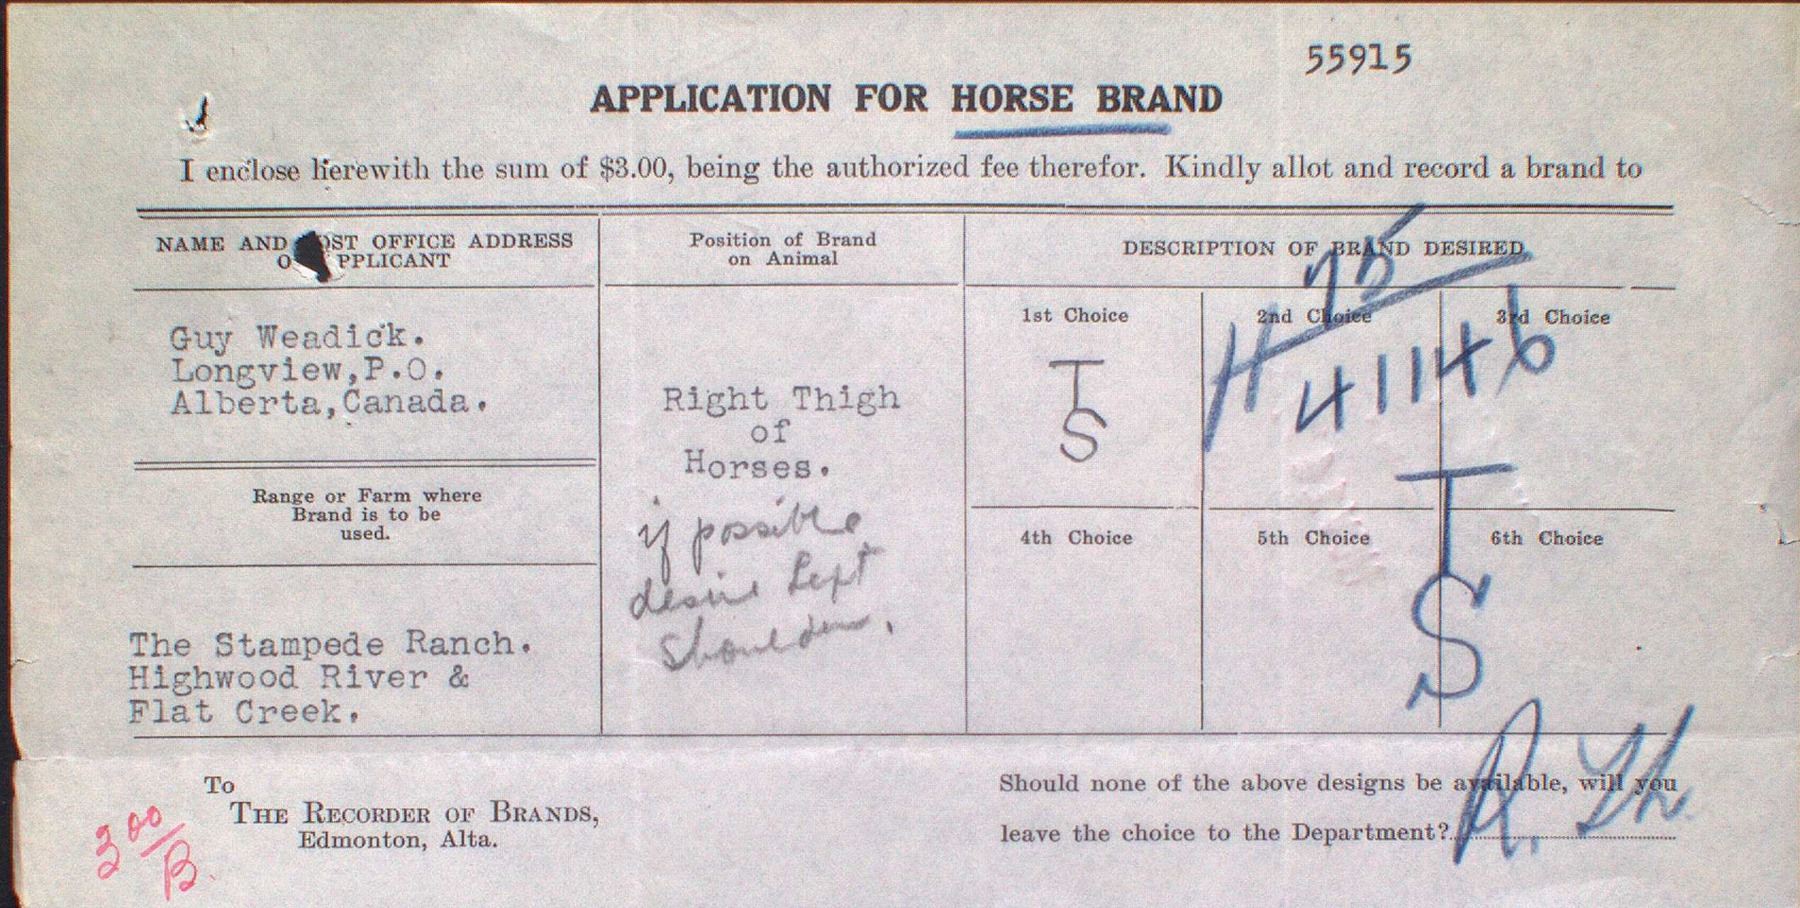 55915
APPLICATION FOR HORSE BRAND
I enclose herewith the sum of $3.00, being the authorized fee therefor. Kindly allot and record a brand to
NAME AND POST OFFICE ADDRESS
O PPLICANT
Position of Brand
on Animal
DESCRIPTION OF BRAND DESIRED
Guy Weadick.
Longview,P.O.
Alberta,Canada.
Range or Farm where
Brand is to be
used.
The Stampede Ranch.
Highwood River &
Flat Creek.
Right Thigh
of
Horses.
if possible
desire Left
Shoulder.
1st Choice
2nd Choice
3rd Choice
T
S
H 41146
4th Choice
5th Choice
6th Choice
T
S
R. Th.
To
THE RECORDER OF BRANDS,
Edmonton, Alta.
3 00
B.
Should none of the above designs be available, will you
leave the choice to the Department?